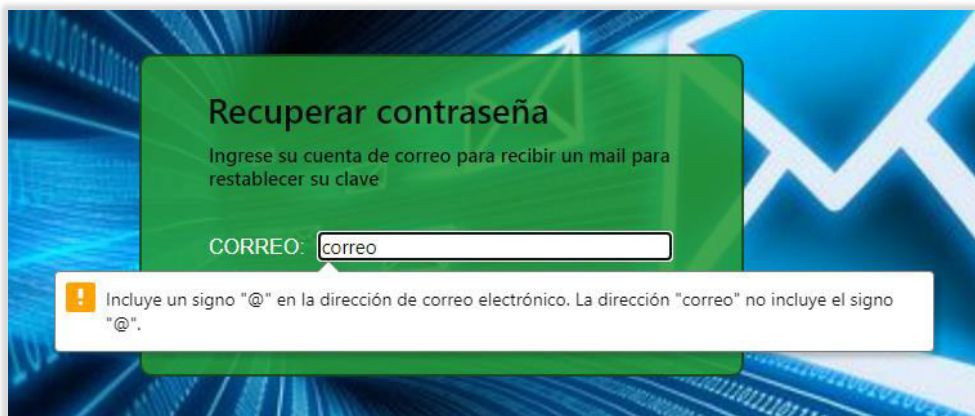 Recuperar contraseña
Ingrese su cuenta de correo para recibir un mail para
restablecer su clave
CORREO: correo
Incluye un signo "@" en la dirección de correo electrónico. La dirección "correo" no incluye el signo
"@".